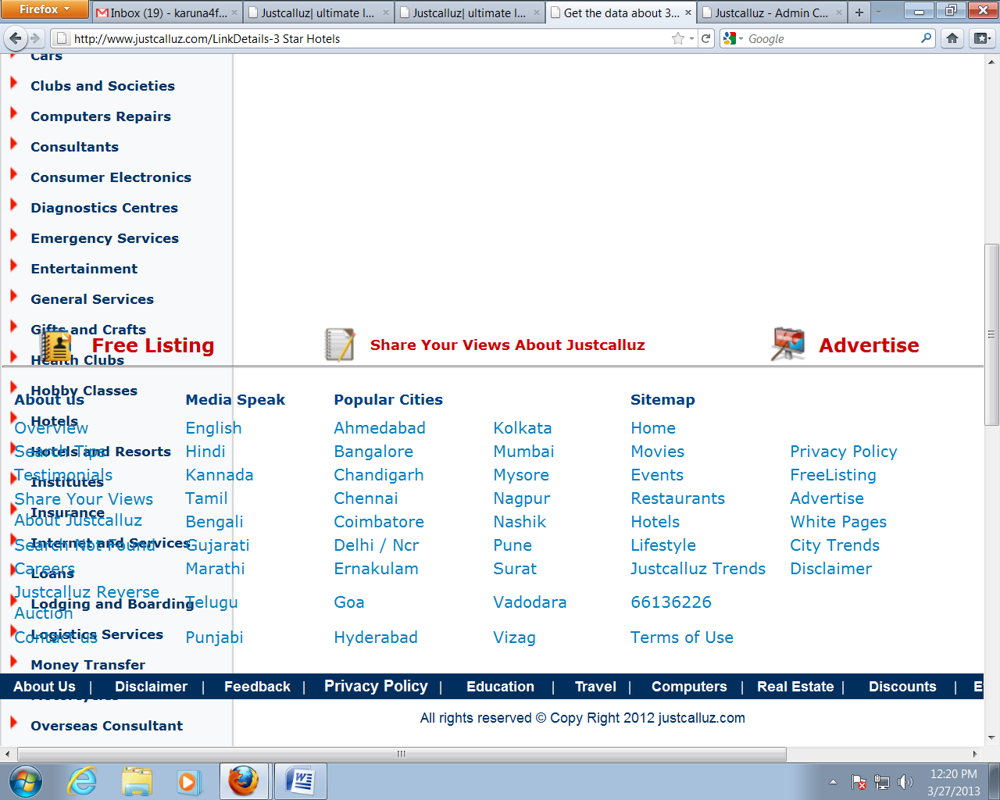 Firefox
Inbox (19) - karuna4f...
Justcalluz| ultimate l...
Justcalluz| ultimate l...
Get the data about 3...
Justcalluz - Admin C...
http://www.justcalluz.com/LinkDetails-3 Star Hotels
Google
Cars
Clubs and Societies
Computers Repairs
Consultants
Consumer Electronics
Diagnostics Centres
Emergency Services
Entertainment
General Services
Gifts and Crafts
Health Clubs
Hobby Classes
Hotels
Hotels and Resorts
Institutes
Insurance
Internet and Services
Loans
Lodging and Boarding
Logistics Services
Money Transfer
Overseas Consultant
Free Listing
Share Your Views About Justcalluz
Advertise
About us
Overview
Search Tips
Testimonials
Share Your Views
About Justcalluz
Search Not Found
Careers
Justcalluz Reverse
Auction
Contact us
Media Speak
English
Hindi
Kannada
Tamil
Bengali
Gujarati
Marathi
Telugu
Punjabi
Popular Cities
Ahmedabad Kolkata
Bangalore Mumbai
Chandigarh Mysore
Chennai Nagpur
Coimbatore Nashik
Delhi / Ncr Pune
Ernakulam Surat
Goa Vadodara
Hyderabad Vizag
Sitemap
Home
Movies Privacy Policy
Events FreeListing
Restaurants Advertise
Hotels White Pages
Lifestyle City Trends
Justcalluz Trends Disclaimer
66136226
Terms of Use
About Us | Disclaimer | Feedback | Privacy Policy | Education | Travel | Computers | Real Estate | Discounts | E
All rights reserved © Copy Right 2012 justcalluz.com
12:20 PM
3/27/2013